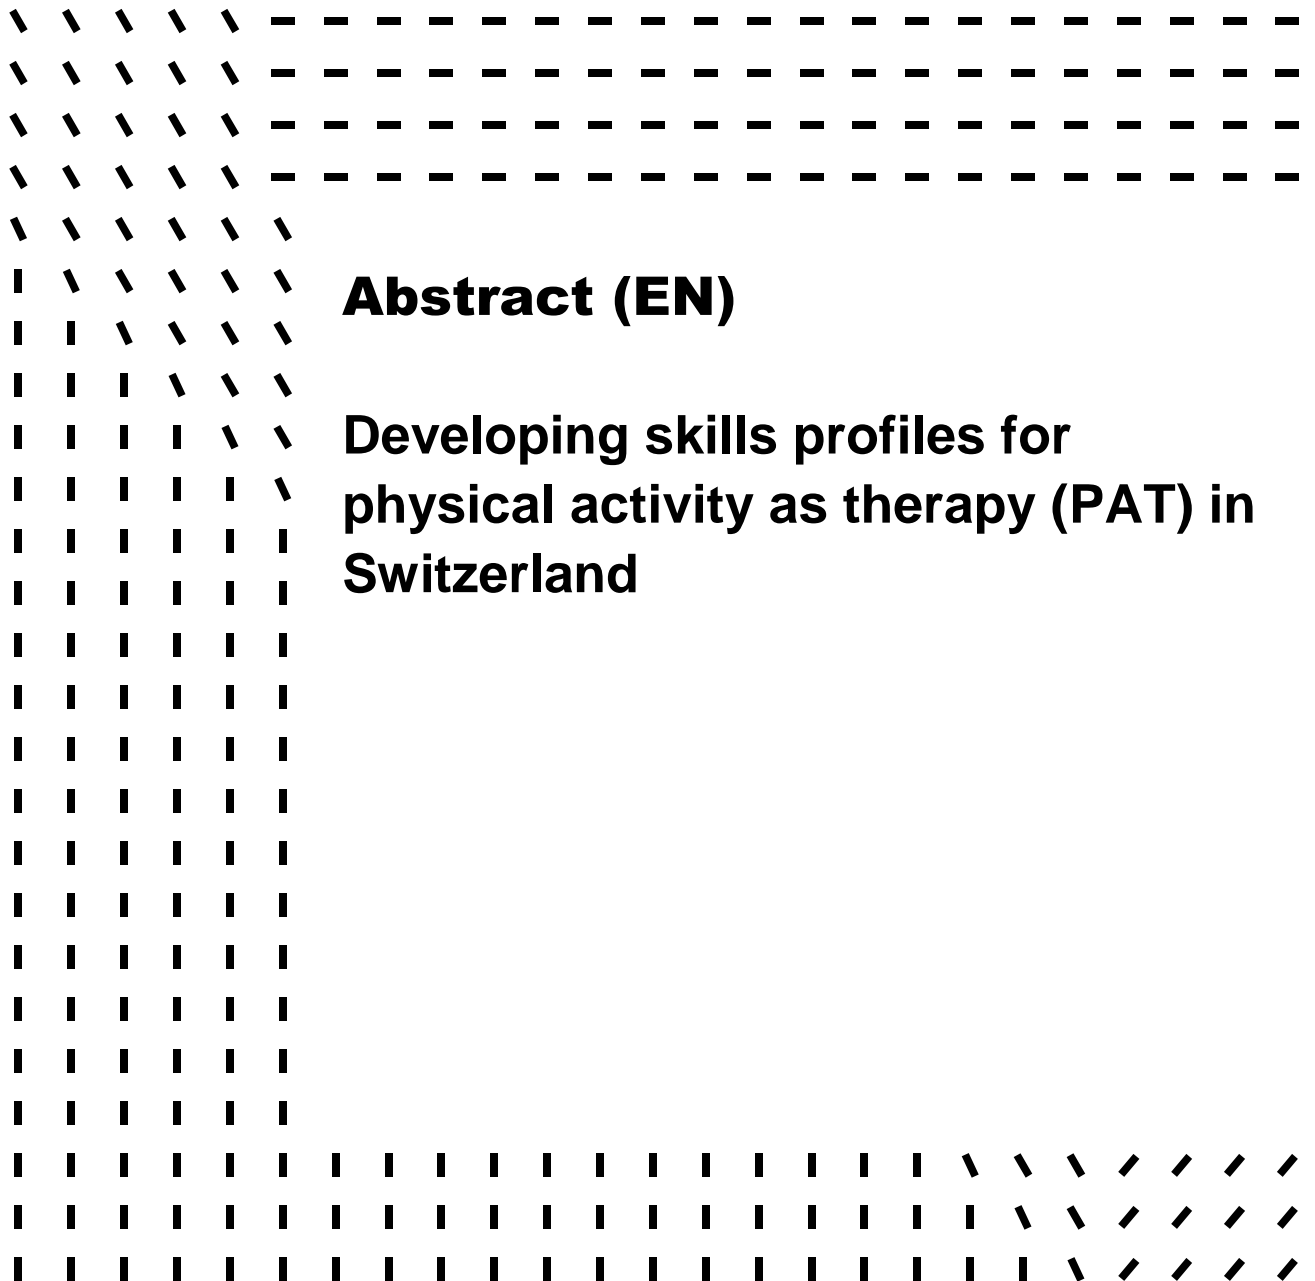 Abstract (EN)
Developing skills profiles for
physical activity as therapy (PAT) in
Switzerland